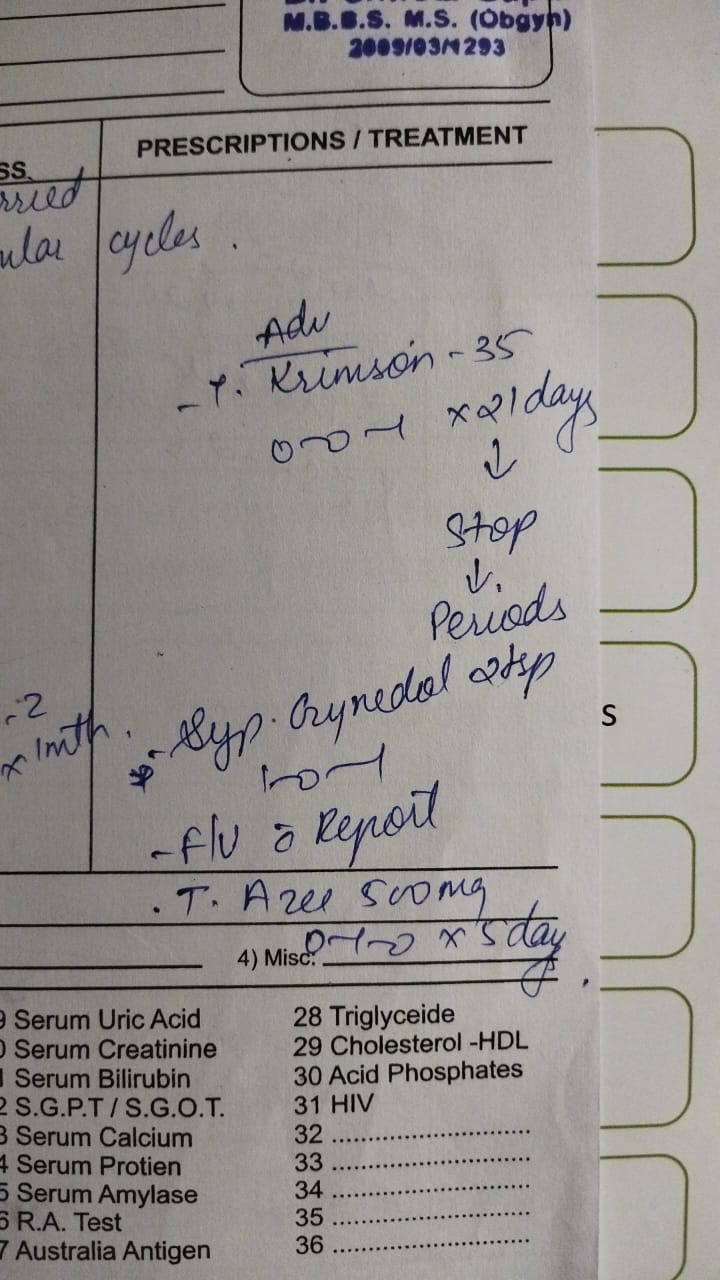 M.B.B.S. M.S. (Obgyn)
2009/03/1293
PRESCRIPTIONS / TREATMENT
SS.
rried
ular cycles.
Adv
- T. Krimson - 35
0-0-1 x 21 days
↓
Stop
↓
Periods
- 2
x 1mth.
- Syp. Gynedol 2tsp
1-0-1
- F/U c̄ Report
. T. Azee 500mg
0-1-0 x 5 day
4) Misc:
9 Serum Uric Acid 28 Triglyceide
0 Serum Creatinine 29 Cholesterol -HDL
1 Serum Bilirubin 30 Acid Phosphates
2 S.G.P.T / S.G.O.T. 31 HIV
3 Serum Calcium 32 ..............................
4 Serum Protien 33 ..............................
5 Serum Amylase 34 ..............................
6 R.A. Test 35 ..............................
7 Australia Antigen 36 ..............................
S